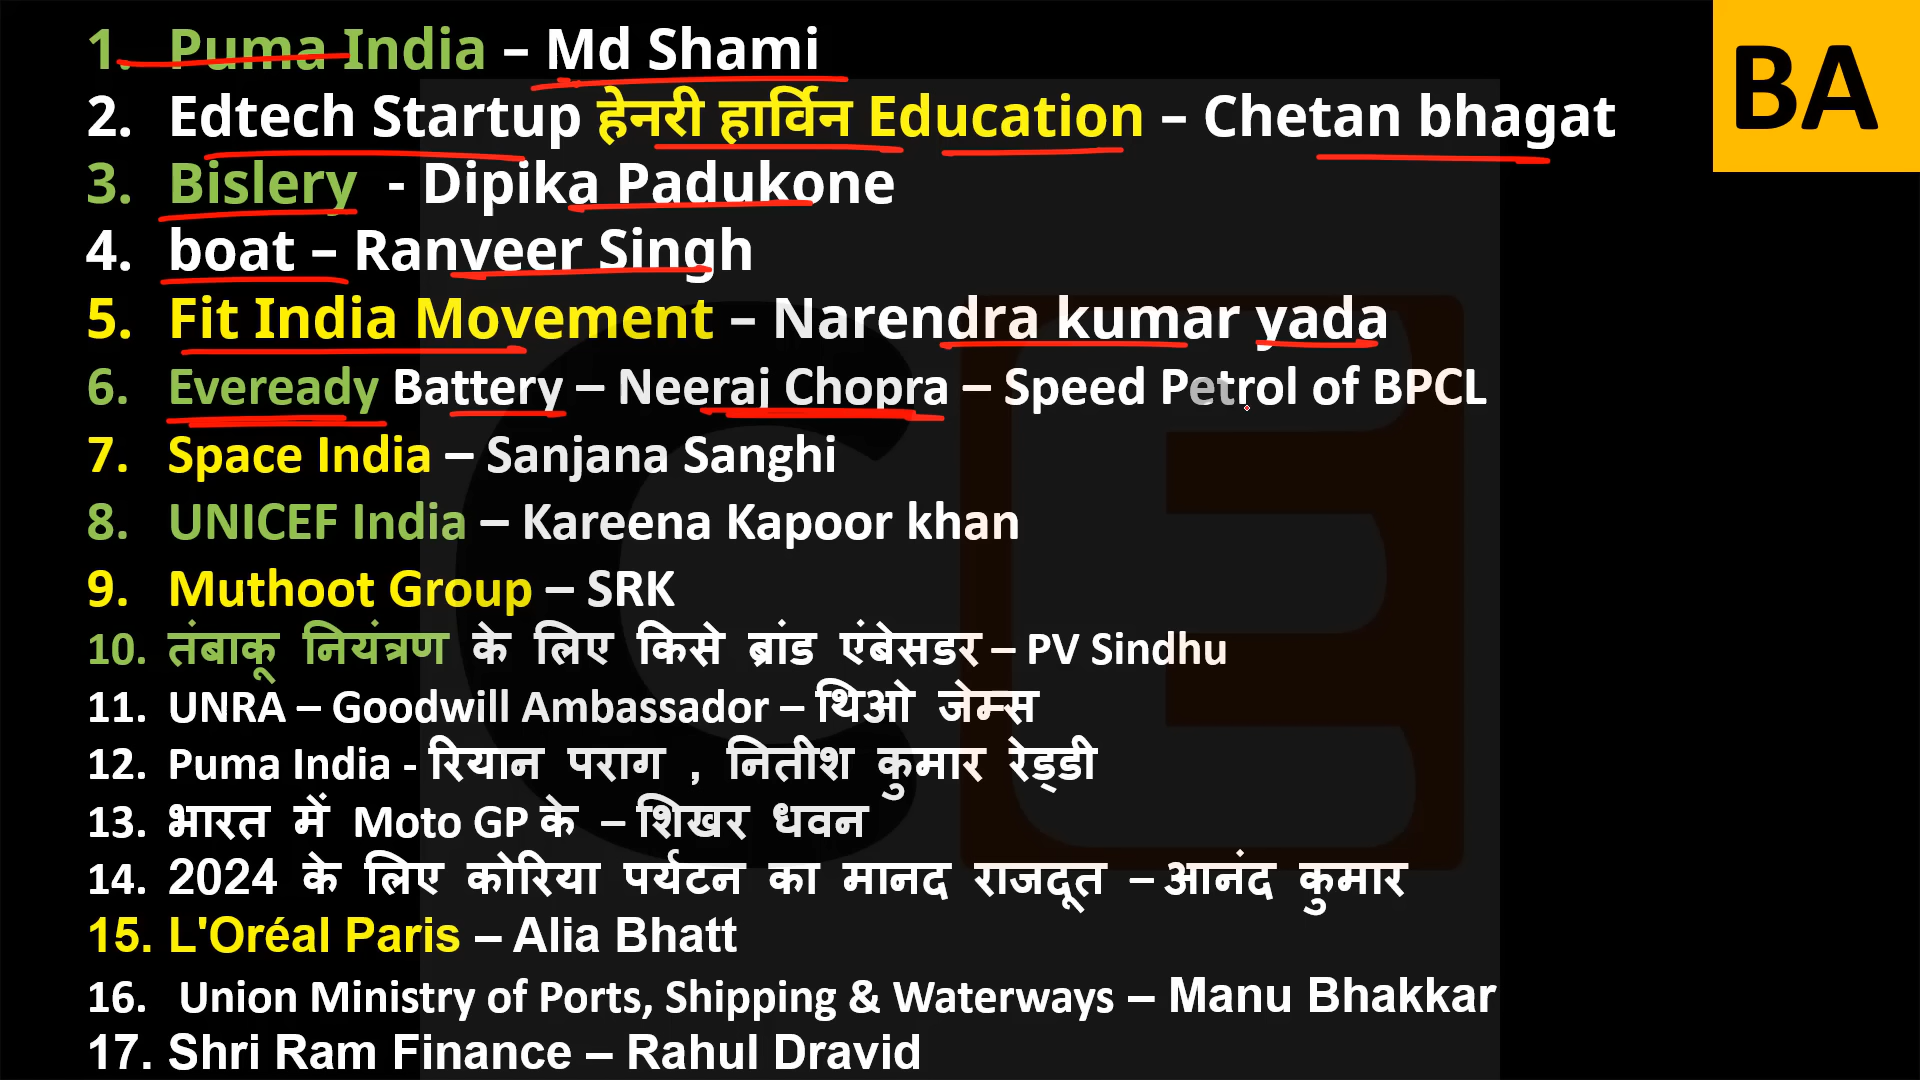 BA
1. Puma India – Md Shami
2. Edtech Startup हेनरी हार्विन Education – Chetan bhagat
3. Bislery - Dipika Padukone
4. boat – Ranveer Singh
5. Fit India Movement – Narendra kumar yada
6. Eveready Battery – Neeraj Chopra – Speed Petrol of BPCL
7. Space India – Sanjana Sanghi
8. UNICEF India – Kareena Kapoor khan
9. Muthoot Group – SRK
10. तंबाकू नियंत्रण के लिए किसे ब्रांड एंबेसडर – PV Sindhu
11. UNRA – Goodwill Ambassador – थिओ जेम्स
12. Puma India - रियान पराग , नितीश कुमार रेड्डी
13. भारत में Moto GP के – शिखर धवन
14. 2024 के लिए कोरिया पर्यटन का मानद राजदूत – आनंद कुमार
15. L'Oréal Paris – Alia Bhatt
16. Union Ministry of Ports, Shipping & Waterways – Manu Bhakkar
17. Shri Ram Finance – Rahul Dravid
CE